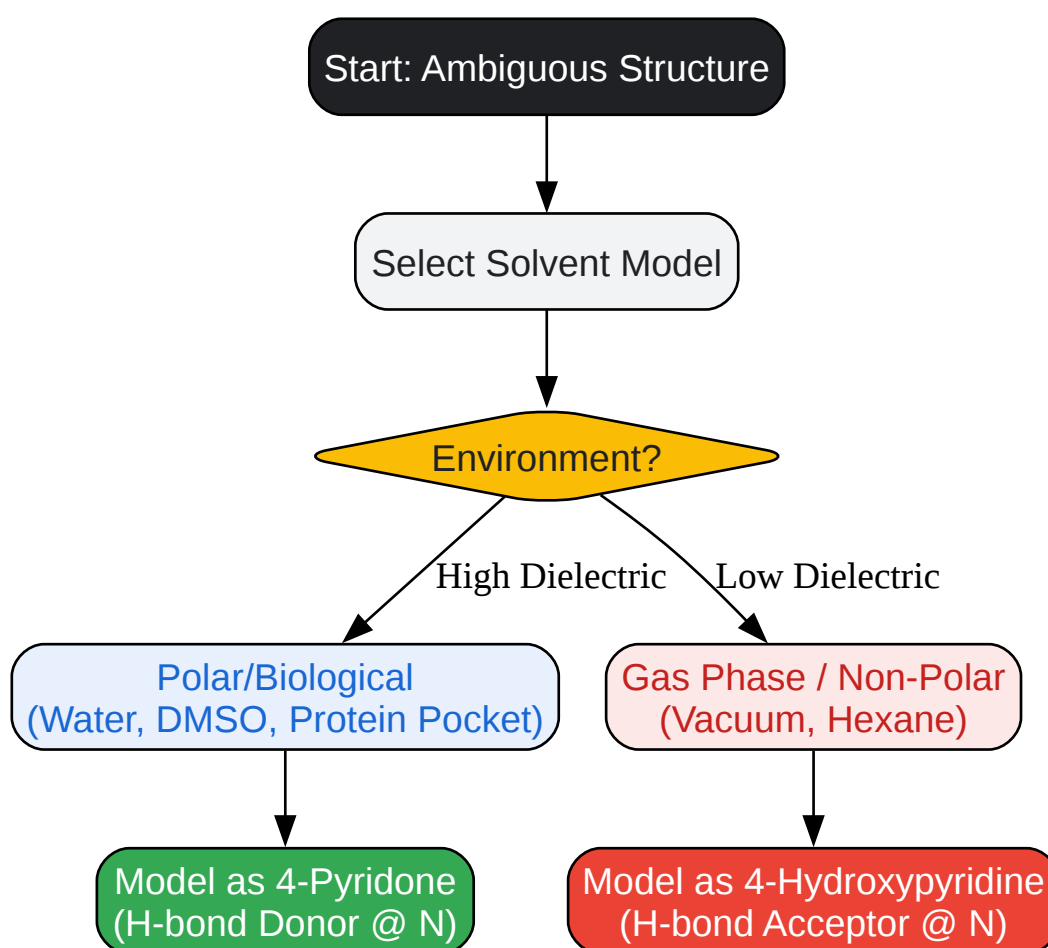 Start: Ambiguous Structure
Select Solvent Model
Environment?
High Dielectric
Low Dielectric
Polar/Biological
(Water, DMSO, Protein Pocket)
Gas Phase / Non-Polar
(Vacuum, Hexane)
Model as 4-Pyridone
(H-bond Donor @ N)
Model as 4-Hydroxypyridine
(H-bond Acceptor @ N)